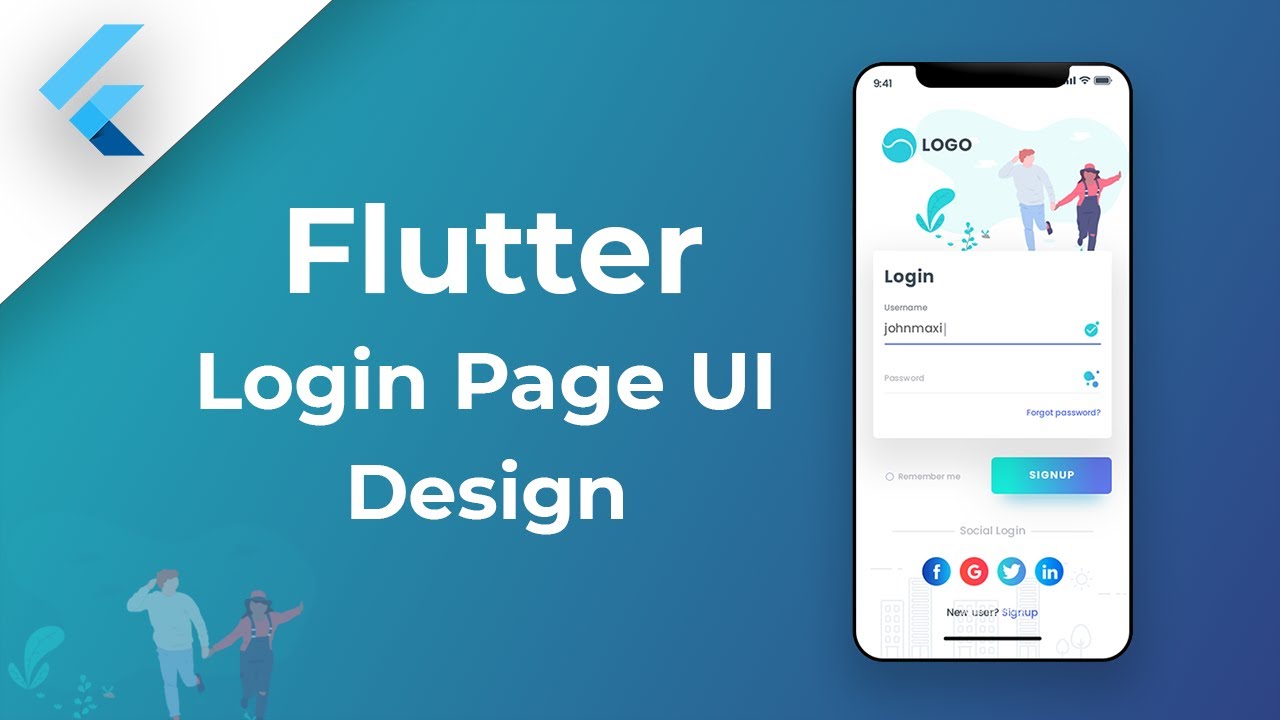 Flutter
Login Page UI
Design
9:41
LOGO
Login
Username
johnmaxi
Password
Forgot password?
Remember me
SIGNUP
Social Login
f G in
New user? Signup